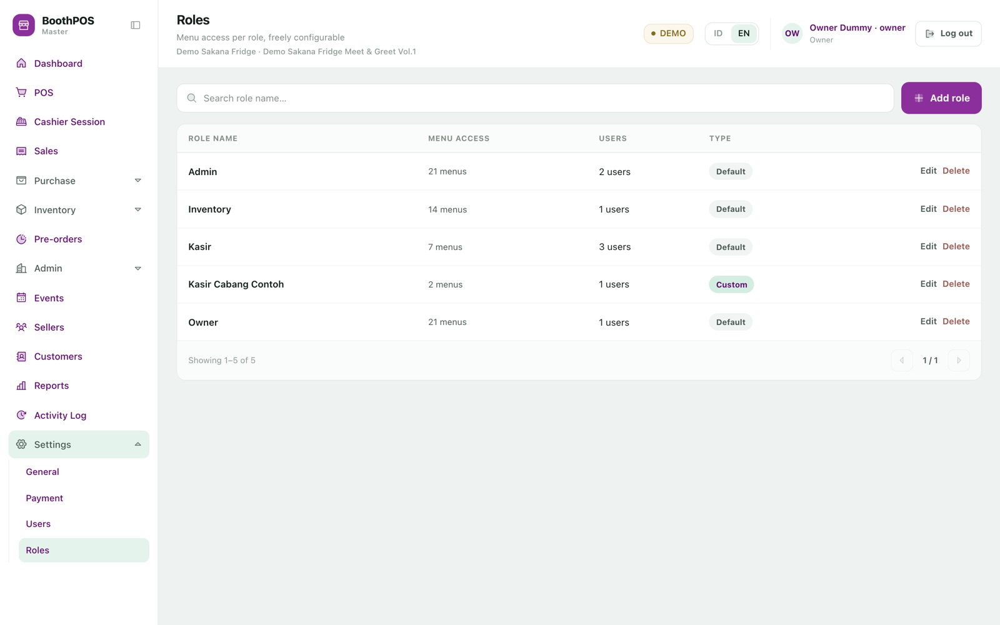 BoothPOS
Master
Dashboard
POS
Cashier Session
Sales
Purchase
Inventory
Pre-orders
Admin
Events
Sellers
Customers
Reports
Activity Log
Settings
General
Payment
Users
Roles
Roles
Menu access per role, freely configurable
Demo Sakana Fridge · Demo Sakana Fridge Meet & Greet Vol.1
DEMO
ID EN
OW
Owner Dummy · owner
Owner
Log out
Search role name...
Add role
ROLE NAME MENU ACCESS USERS TYPE
Admin 21 menus 2 users Default Edit Delete
Inventory 14 menus 1 users Default Edit Delete
Kasir 7 menus 3 users Default Edit Delete
Kasir Cabang Contoh 2 menus 1 users Custom Edit Delete
Owner 21 menus 1 users Default Edit Delete
Showing 1–5 of 5 1 / 1